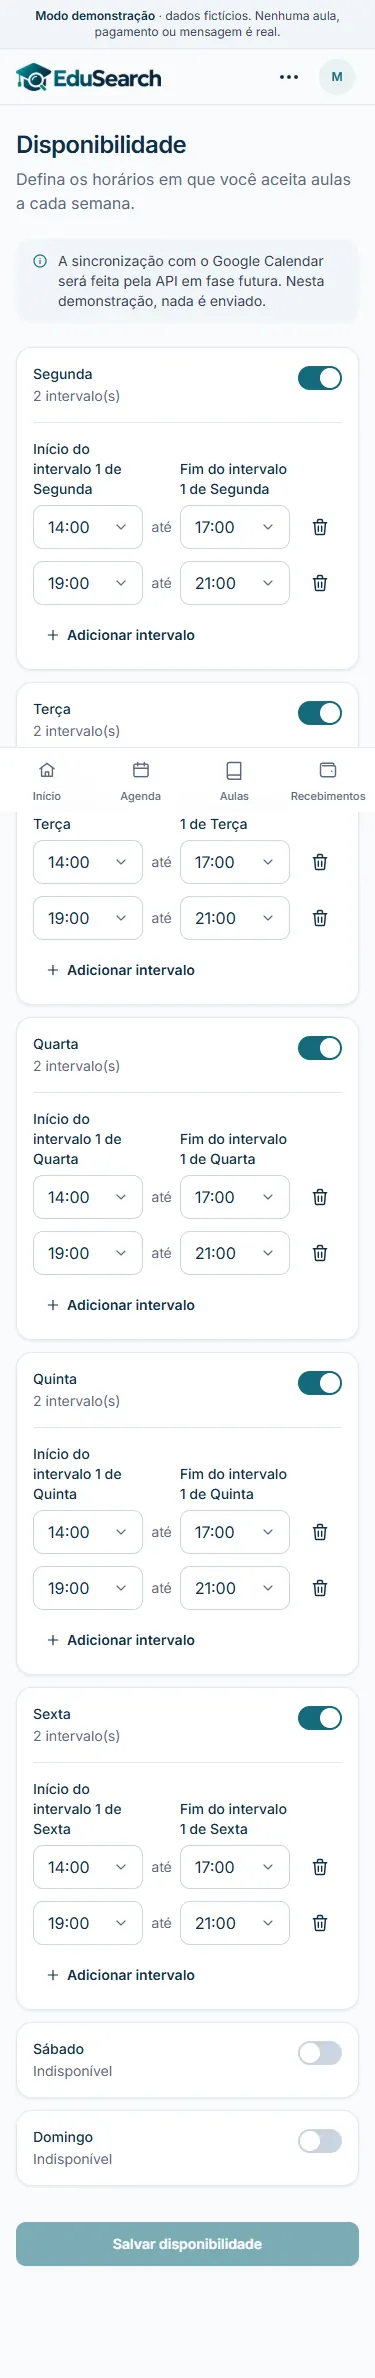 Modo demonstração · dados fictícios. Nenhuma aula,
pagamento ou mensagem é real.
EduSearch
M
Disponibilidade
Defina os horários em que você aceita aulas
a cada semana.
A sincronização com o Google Calendar
será feita pela API em fase futura. Nesta
demonstração, nada é enviado.
Segunda
2 intervalo(s)
Início do
intervalo 1 de
Segunda
Fim do intervalo
1 de Segunda
14:00 até 17:00
19:00 até 21:00
Adicionar intervalo
Terça
2 intervalo(s)
Início
Agenda
Aulas
Recebimentos
Terça
1 de Terça
14:00 até 17:00
19:00 até 21:00
Adicionar intervalo
Quarta
2 intervalo(s)
Início do
intervalo 1 de
Quarta
Fim do intervalo
1 de Quarta
14:00 até 17:00
19:00 até 21:00
Adicionar intervalo
Quinta
2 intervalo(s)
Início do
intervalo 1 de
Quinta
Fim do intervalo
1 de Quinta
14:00 até 17:00
19:00 até 21:00
Adicionar intervalo
Sexta
2 intervalo(s)
Início do
intervalo 1 de
Sexta
Fim do intervalo
1 de Sexta
14:00 até 17:00
19:00 até 21:00
Adicionar intervalo
Sábado
Indisponível
Domingo
Indisponível
Salvar disponibilidade